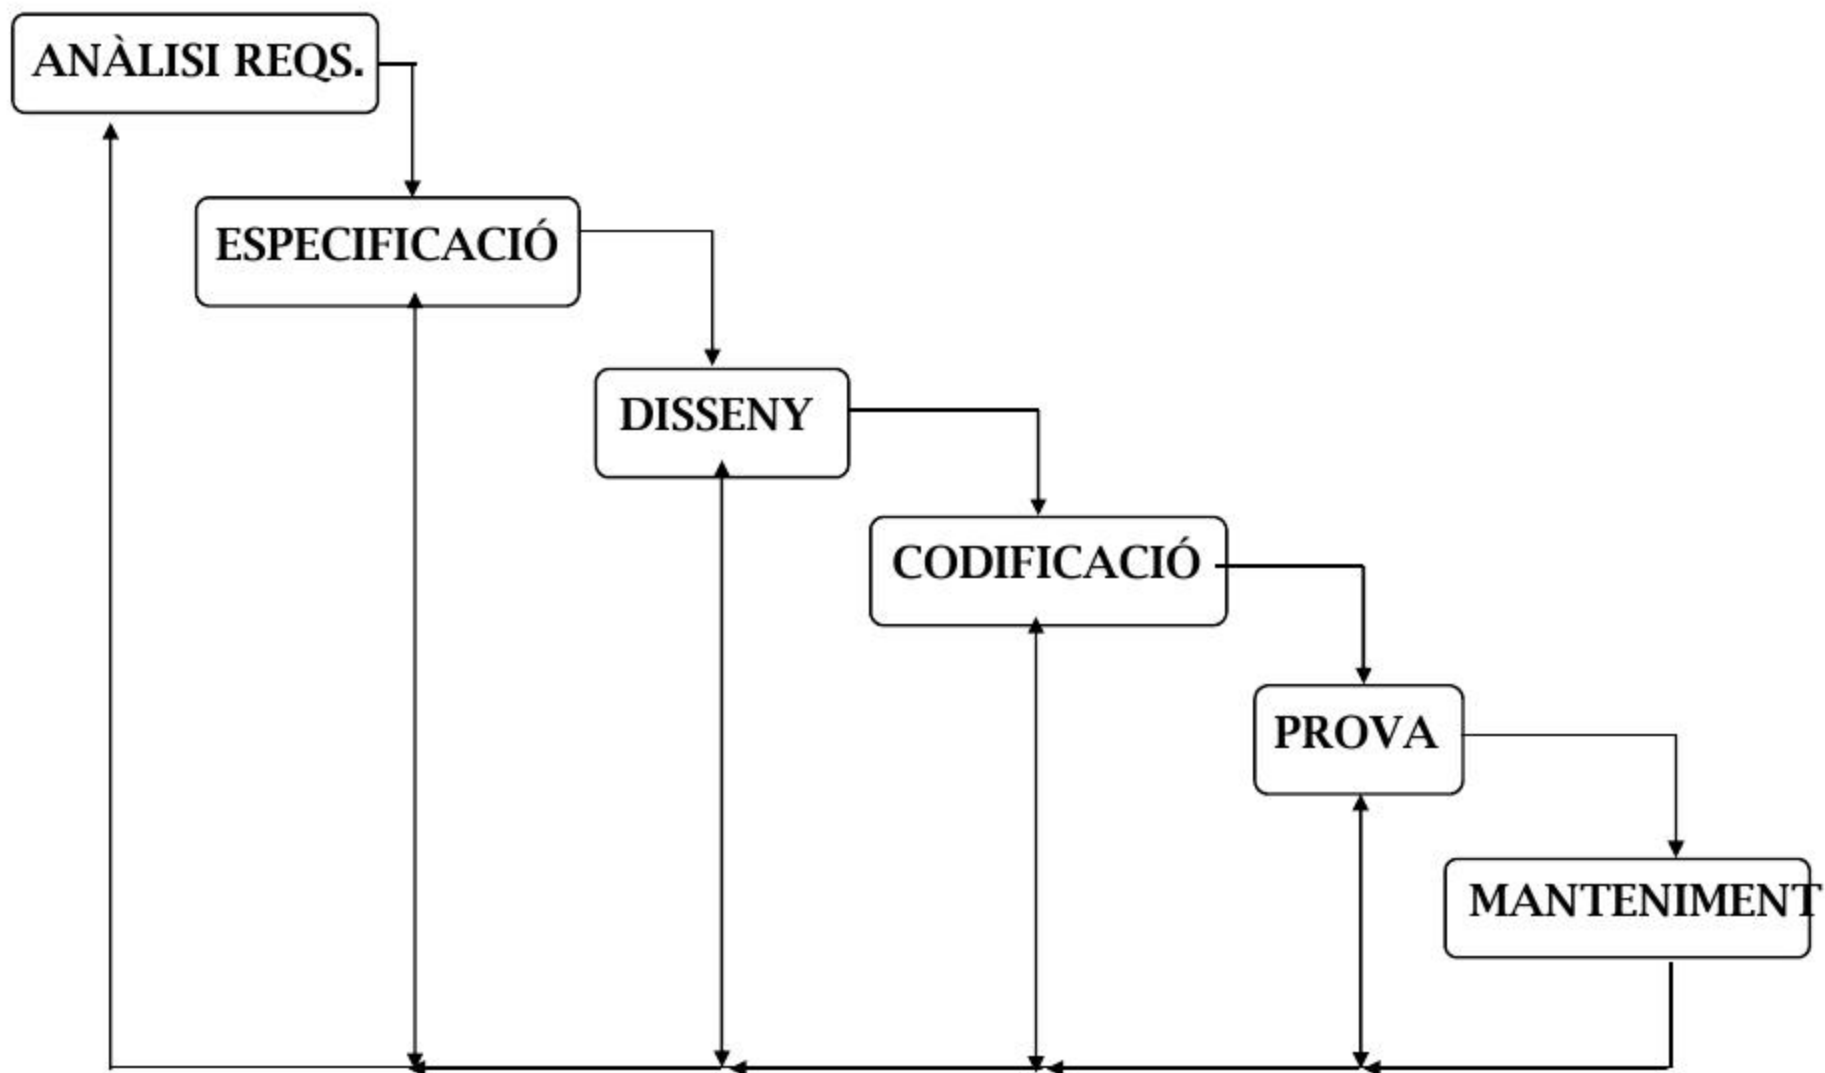 ANÀLISI REQS.
ESPECIFICACIÓ
DISSENY
CODIFICACIÓ
PROVA
MANTENIMENT